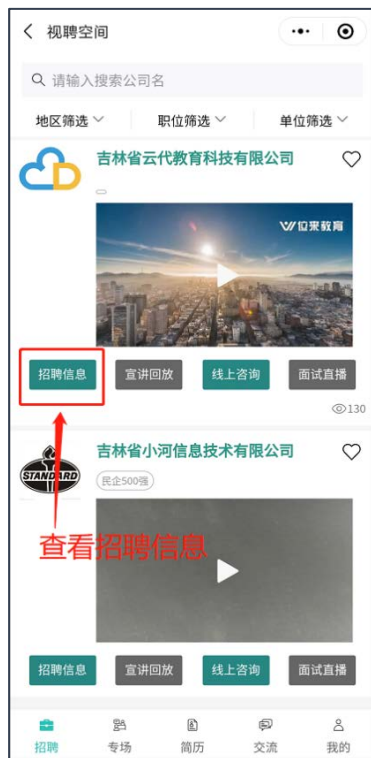 视聘空间
请输入搜索公司名
地区筛选 职位筛选 单位筛选
吉林省云代教育科技有限公司
位来教育
招聘信息 宣讲回放 线上咨询 面试直播
130
吉林省小河信息技术有限公司
STANDARD
民企500强
查看招聘信息
招聘信息 宣讲回放 线上咨询 面试直播
招聘 专场 简历 交流 我的